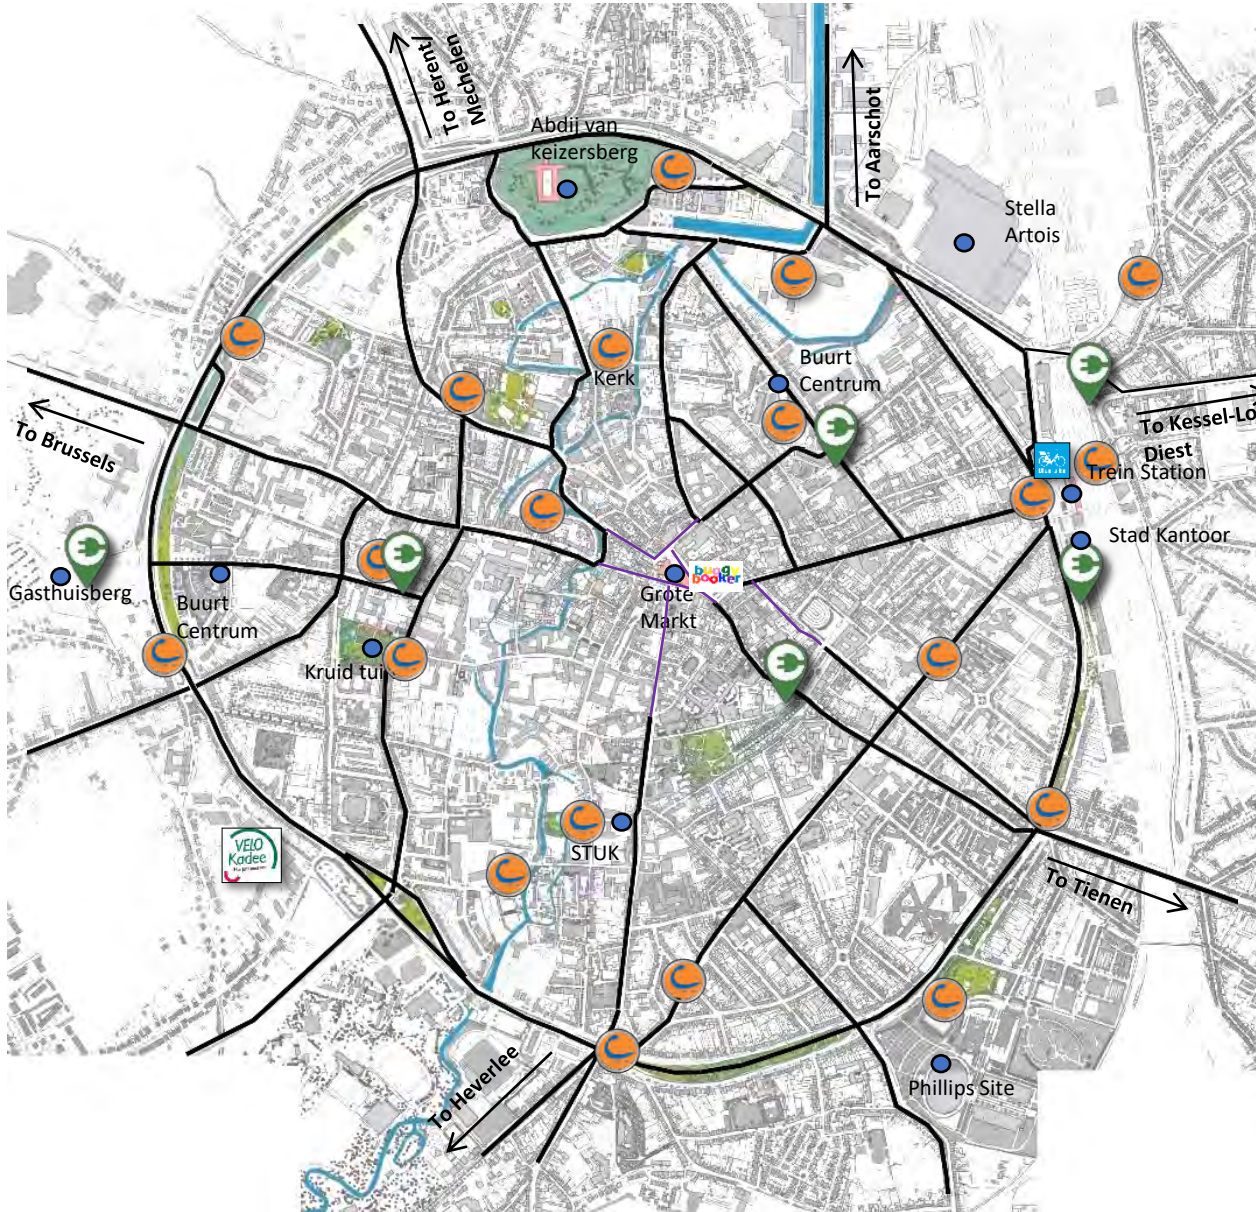 To Herent/
Mechelen
To Aarschot
Abdij van
keizersberg
Stella
Artois
Kerk
Buurt
Centrum
To Kessel-Lo
Diest
Trein Station
To Brussels
Stad Kantoor
Gasthuisberg
Buurt
Centrum
buggy
booker
Grote
Markt
Kruid tui
VELO
Kadee
STUK
To Tienen
To Heverlee
Phillips Site